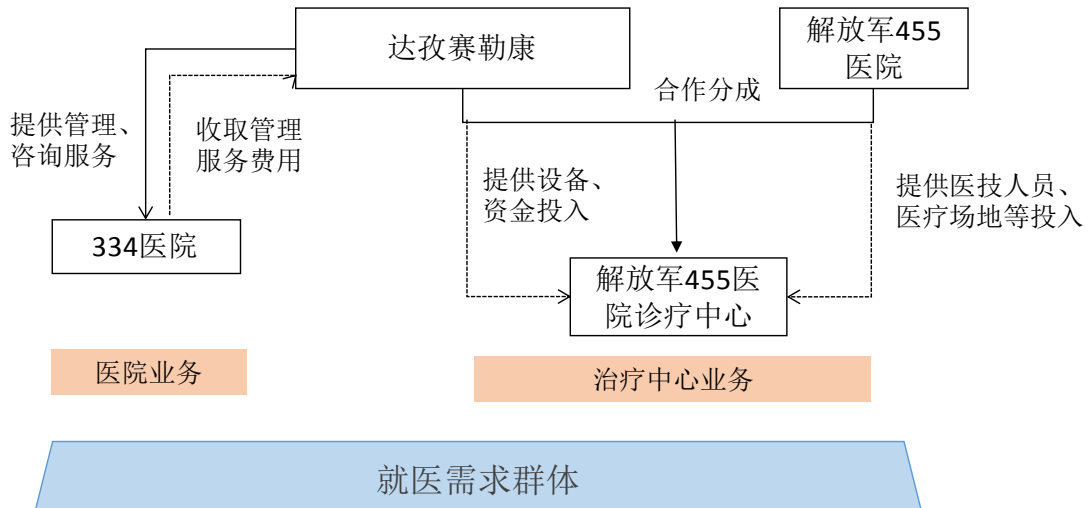 达孜赛勒康
解放军455
医院
合作分成
提供管理、
咨询服务
收取管理
服务费用
提供设备、
资金投入
提供医技人员、
医疗场地等投入
334医院
解放军455医
院诊疗中心
医院业务
治疗中心业务
就医需求群体